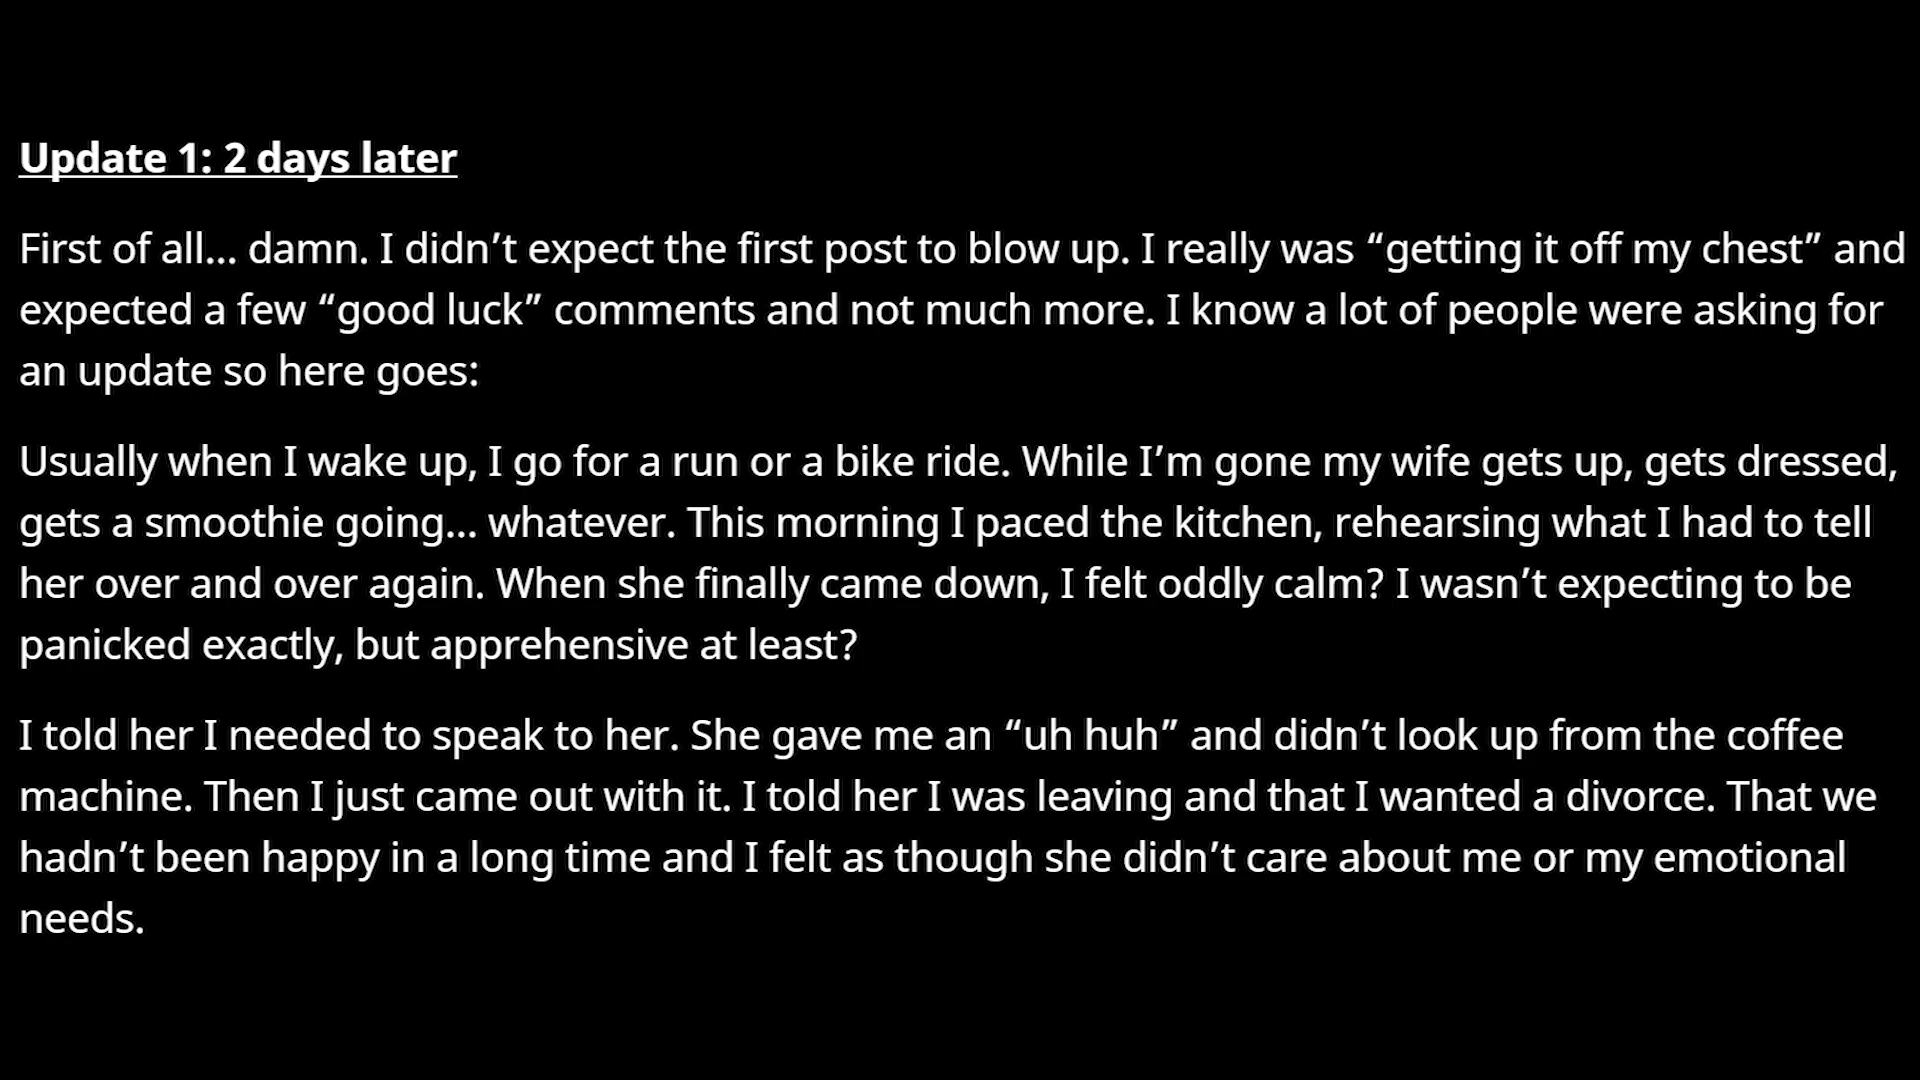 Update 1: 2 days later
First of all... damn. I didn’t expect the first post to blow up. I really was “getting it off my chest” and
expected a few “good luck” comments and not much more. I know a lot of people were asking for
an update so here goes:
Usually when I wake up, I go for a run or a bike ride. While I’m gone my wife gets up, gets dressed,
gets a smoothie going... whatever. This morning I paced the kitchen, rehearsing what I had to tell
her over and over again. When she finally came down, I felt oddly calm? I wasn’t expecting to be
panicked exactly, but apprehensive at least?
I told her I needed to speak to her. She gave me an “uh huh” and didn’t look up from the coffee
machine. Then I just came out with it. I told her I was leaving and that I wanted a divorce. That we
hadn’t been happy in a long time and I felt as though she didn’t care about me or my emotional
needs.